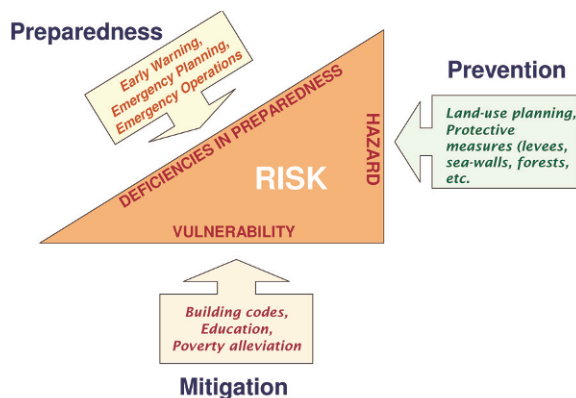 Preparedness
Early Warning,
Emergency Planning,
Emergency Operations
DEFICIENCIES IN PREPAREDNESS
HAZARD
RISK
VULNERABILITY
Prevention
Land-use planning,
Protective
measures (levees,
sea-walls, forests,
etc.
Building codes,
Education,
Poverty alleviation
Mitigation